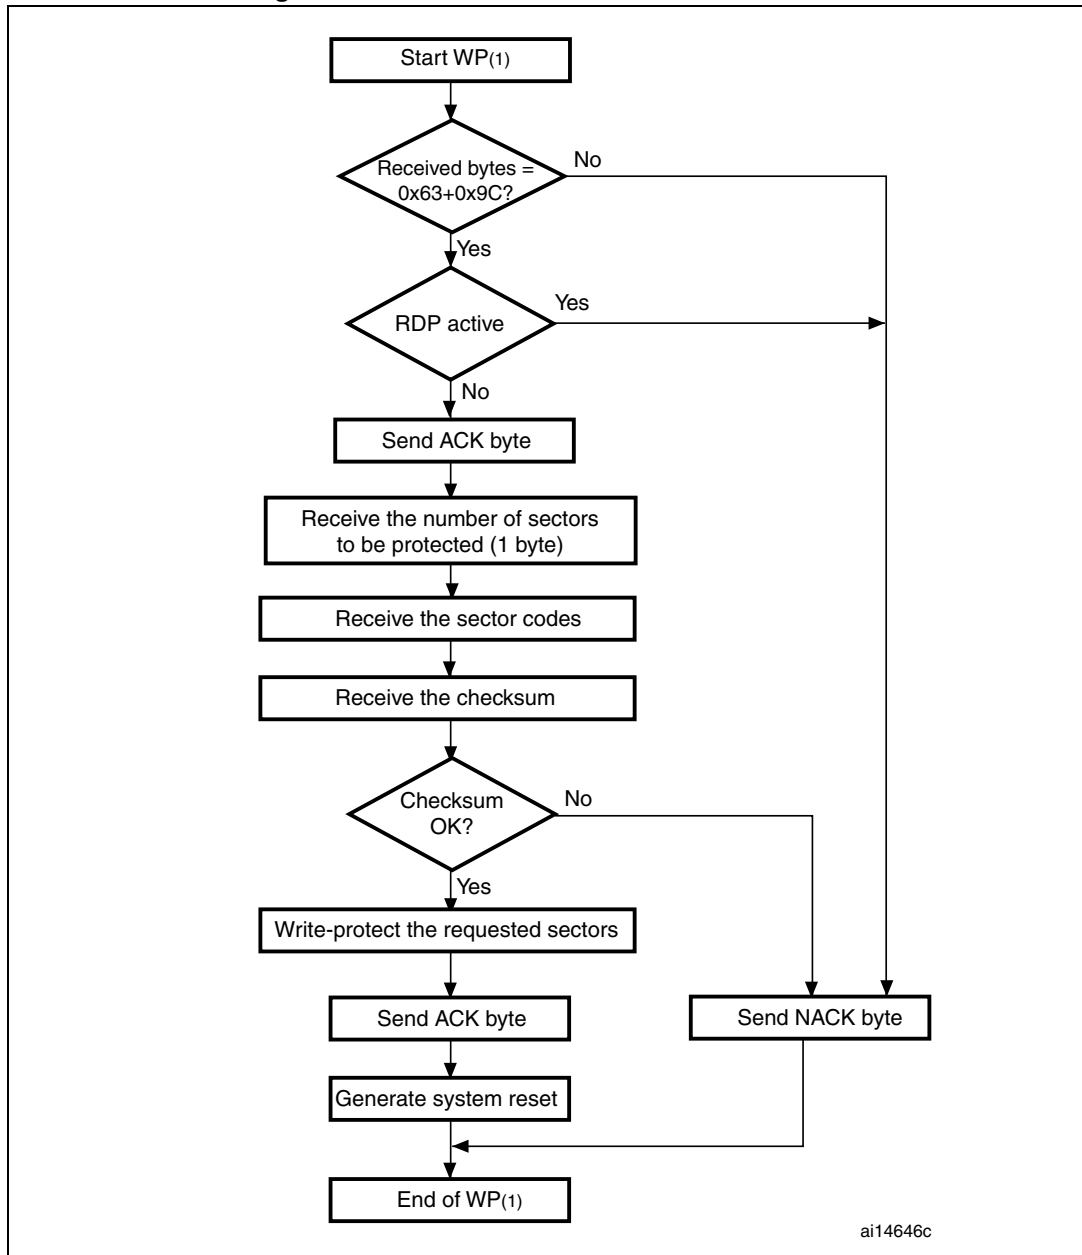 Start WP(1)
Received bytes =
0x63+0x9C?
No
Yes
RDP active
Yes
No
Send ACK byte
Receive the number of sectors
to be protected (1 byte)
Receive the sector codes
Receive the checksum
Checksum
OK?
No
Yes
Write-protect the requested sectors
Send ACK byte
Send NACK byte
Generate system reset
End of WP(1)
ai14646c